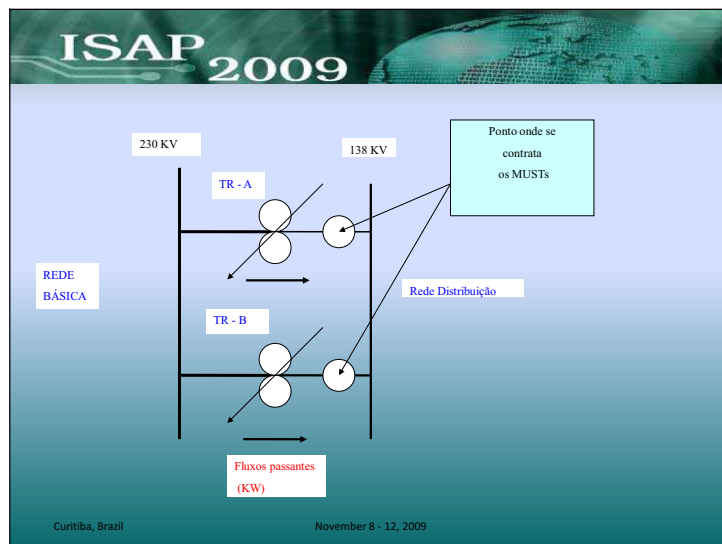 ISAP 2009
230 KV
138 KV
Ponto onde se
contrata
os MUSTs
TR - A
REDE
BÁSICA
Rede Distribuição
TR - B
Fluxos passantes
(KW)
Curitiba, Brazil
November 8 - 12, 2009